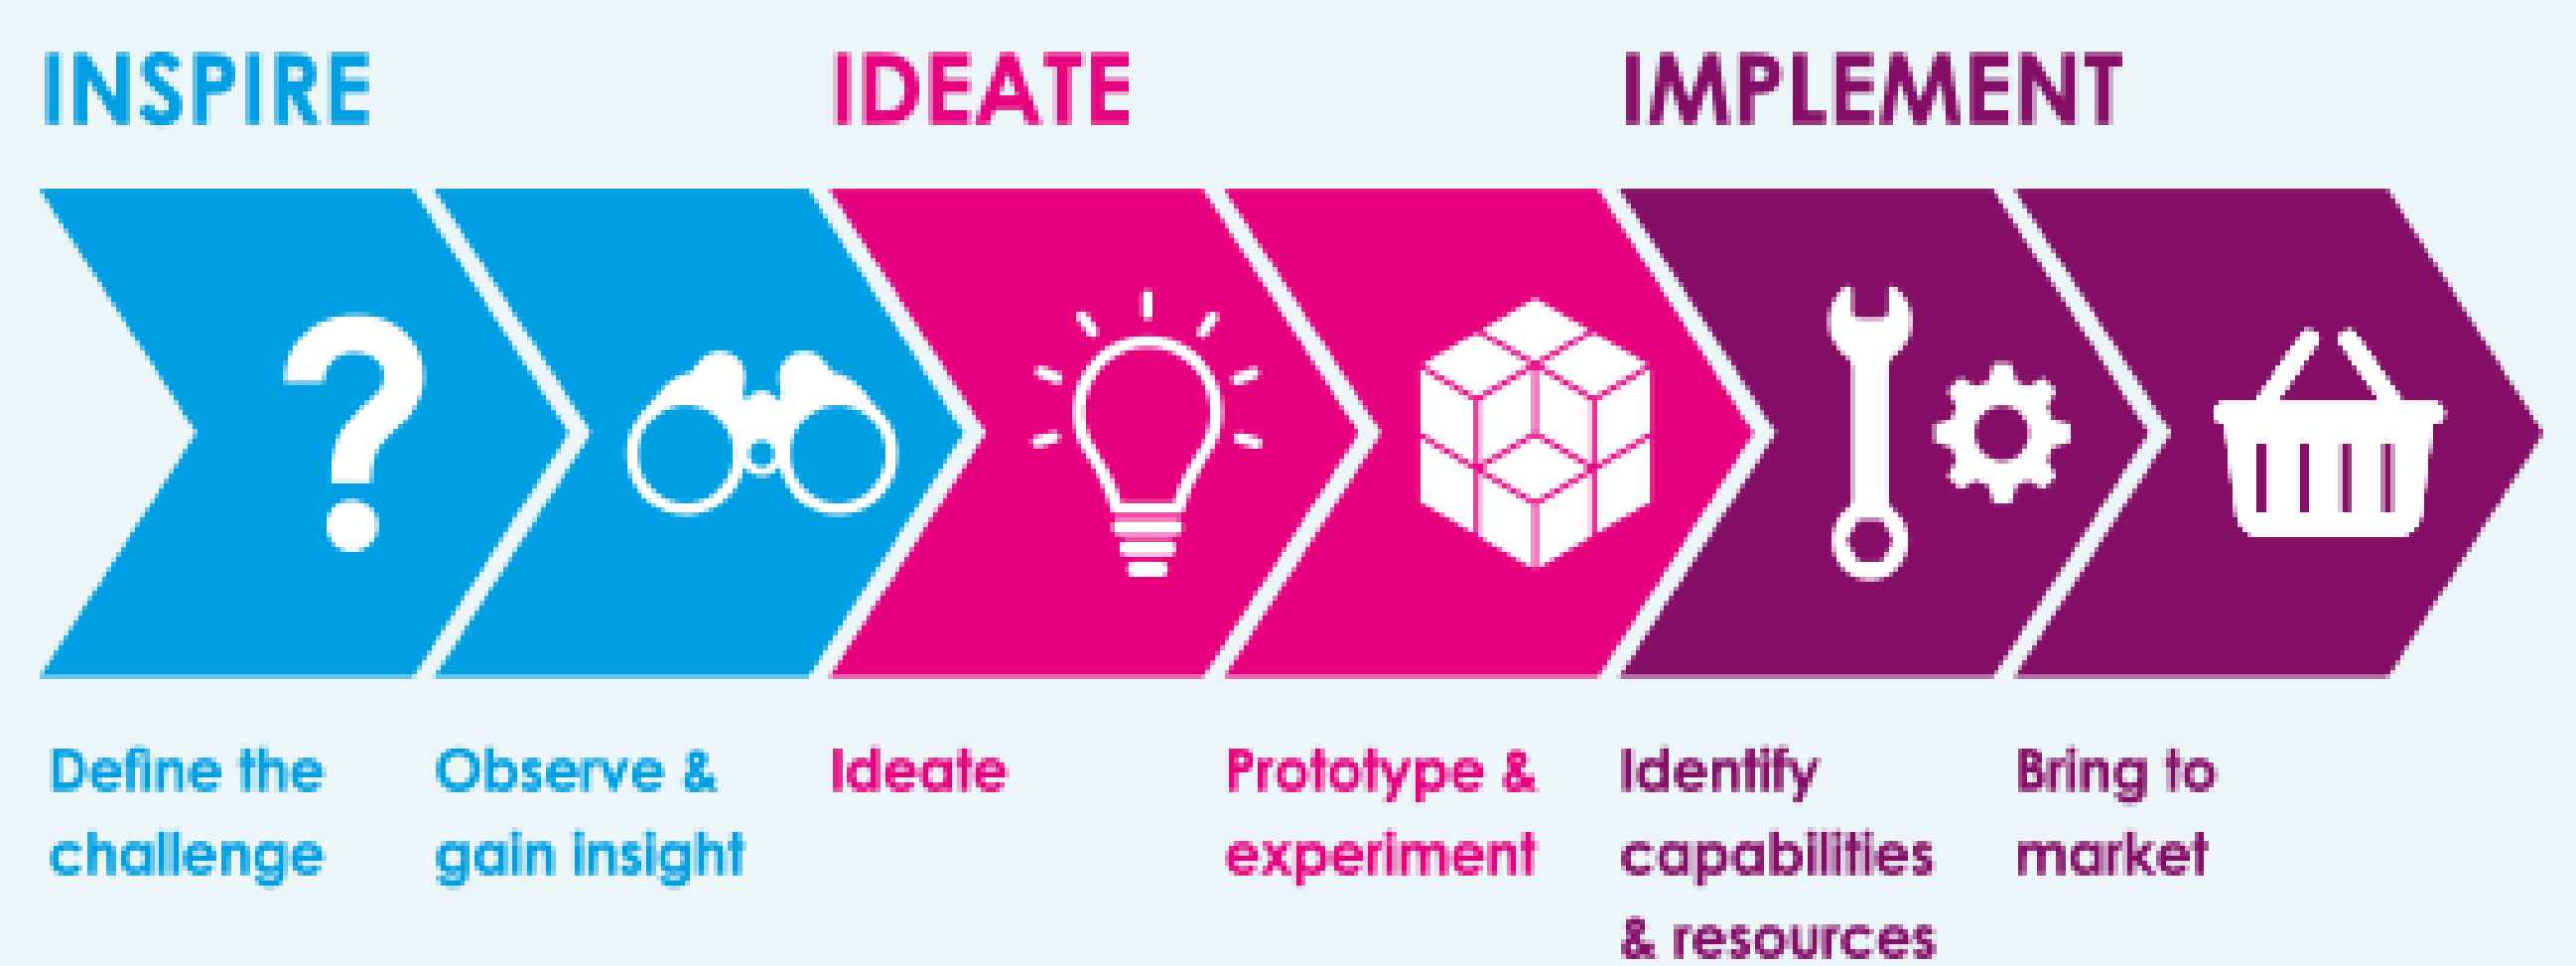 INSPIRE
IDEATE
IMPLEMENT
?
Define the
challenge
Observe &
gain insight
Ideate
Prototype &
experiment
Identify
capabilities
& resources
Bring to
market